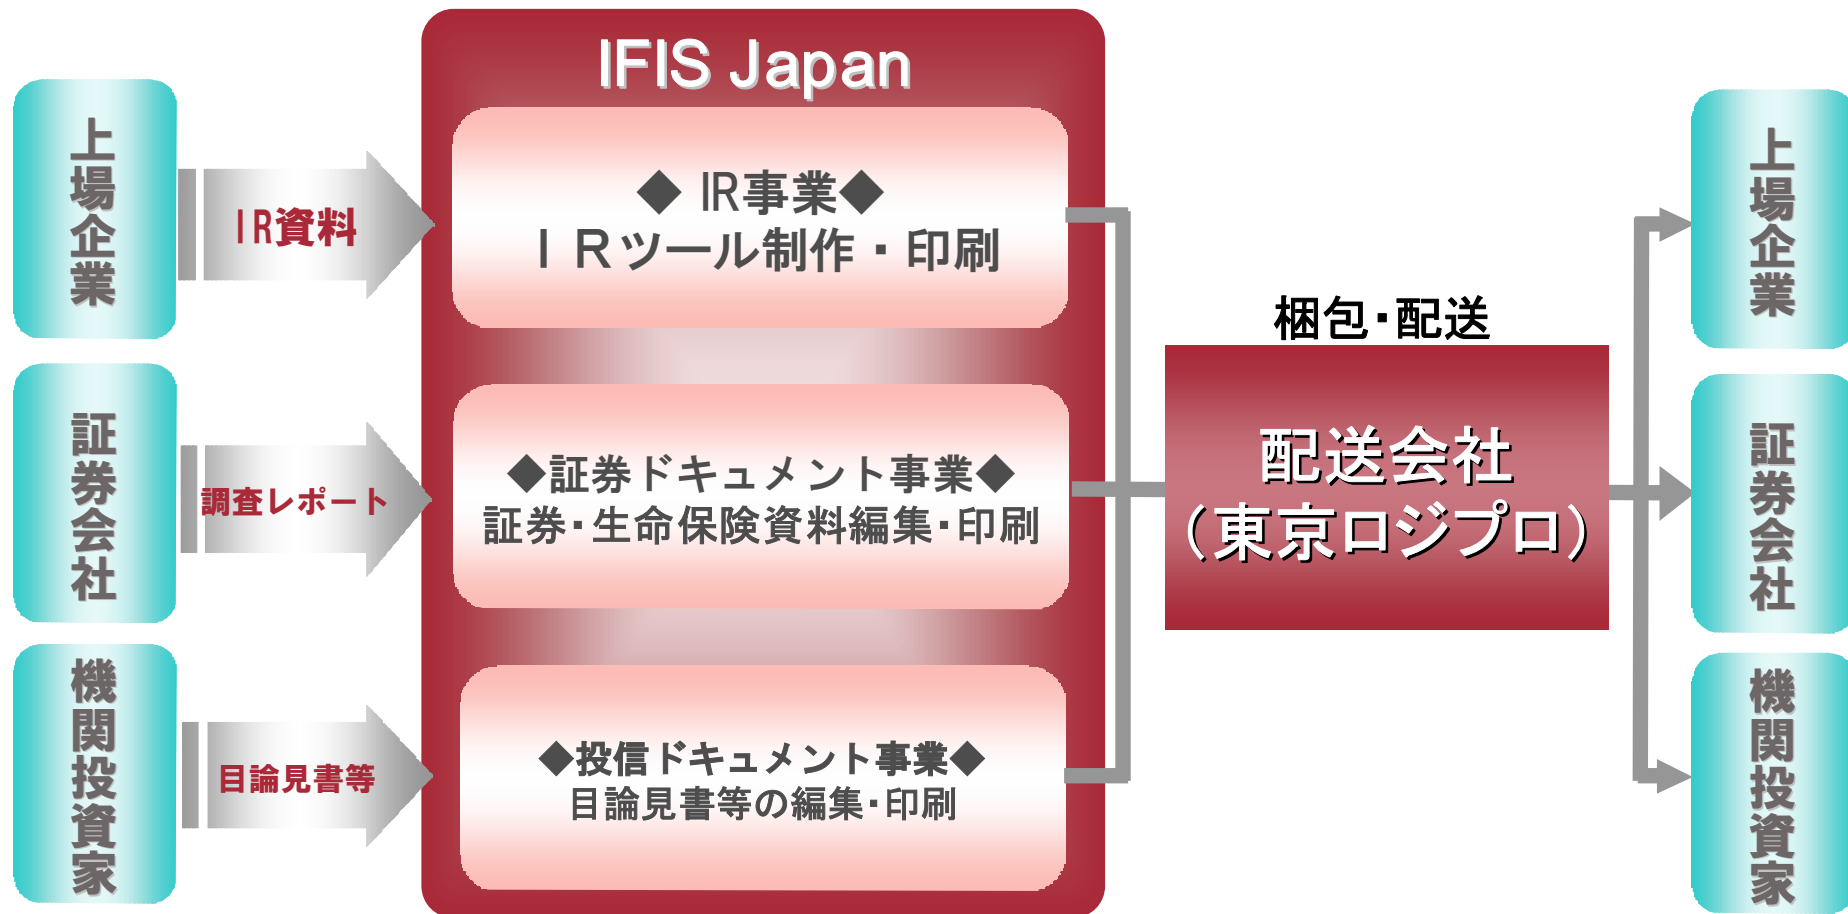 IFIS Japan
上場企業
IR資料
◆ IR事業◆
IRツール制作・印刷
証券会社
調査レポート
◆証券ドキュメント事業◆
証券・生命保険資料編集・印刷
機関投資家
目論見書等
◆投信ドキュメント事業◆
目論見書等の編集・印刷
梱包・配送
配送会社
(東京ロジプロ)
上場企業
証券会社
機関投資家